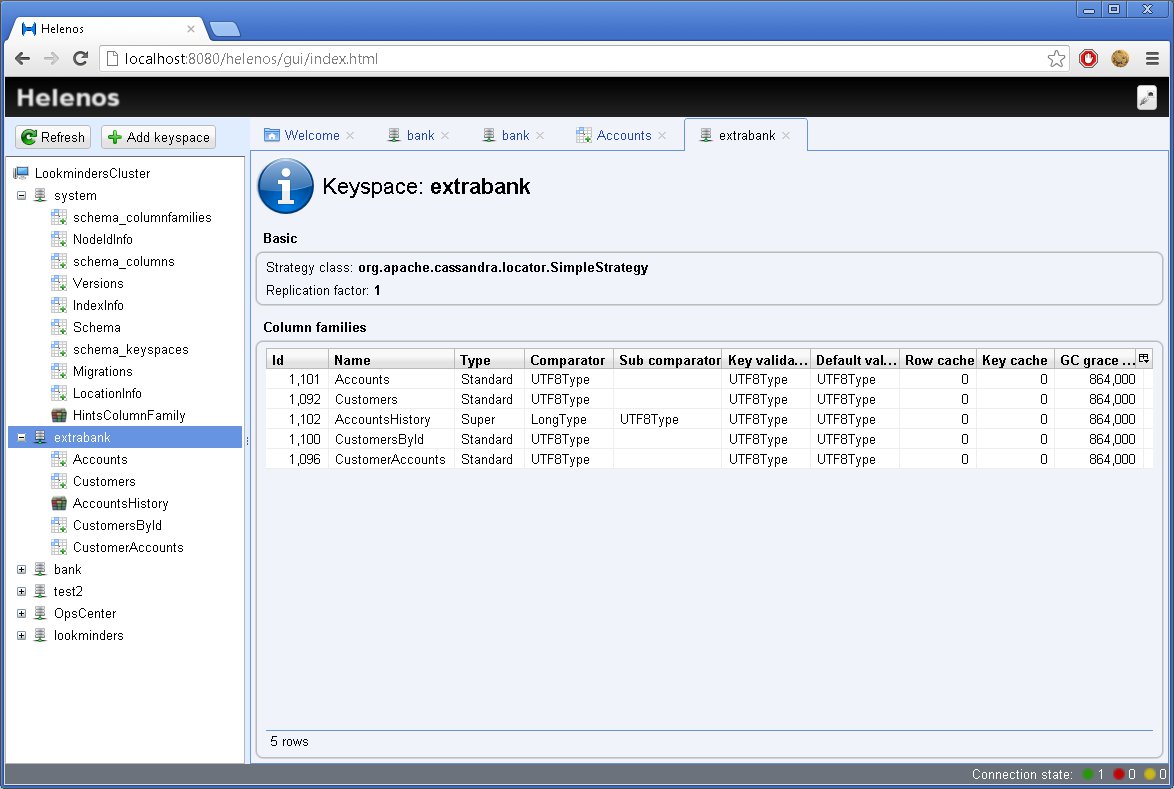 Helenos
localhost:8080/helenos/gui/index.html
Helenos
Refresh Add keyspace
Welcome bank bank Accounts extrabank
LookmindersCluster
system
schema_columnfamilies
NodeIdInfo
schema_columns
Versions
IndexInfo
Schema
schema_keyspaces
Migrations
LocationInfo
HintsColumnFamily
extrabank
Accounts
Customers
AccountsHistory
CustomersById
CustomerAccounts
bank
test2
OpsCenter
lookminders
Keyspace: extrabank
Basic
Strategy class: org.apache.cassandra.locator.SimpleStrategy
Replication factor: 1
Column families
Id Name Type Comparator Sub comparator Key valida... Default val... Row cache Key cache GC grace ...
1,101 Accounts Standard UTF8Type UTF8Type UTF8Type 0 0 864,000
1,092 Customers Standard UTF8Type UTF8Type UTF8Type 0 0 864,000
1,102 AccountsHistory Super LongType UTF8Type UTF8Type UTF8Type 0 0 864,000
1,100 CustomersById Standard UTF8Type UTF8Type UTF8Type 0 0 864,000
1,096 CustomerAccounts Standard UTF8Type UTF8Type UTF8Type 0 0 864,000
5 rows
Connection state: 1 0 0